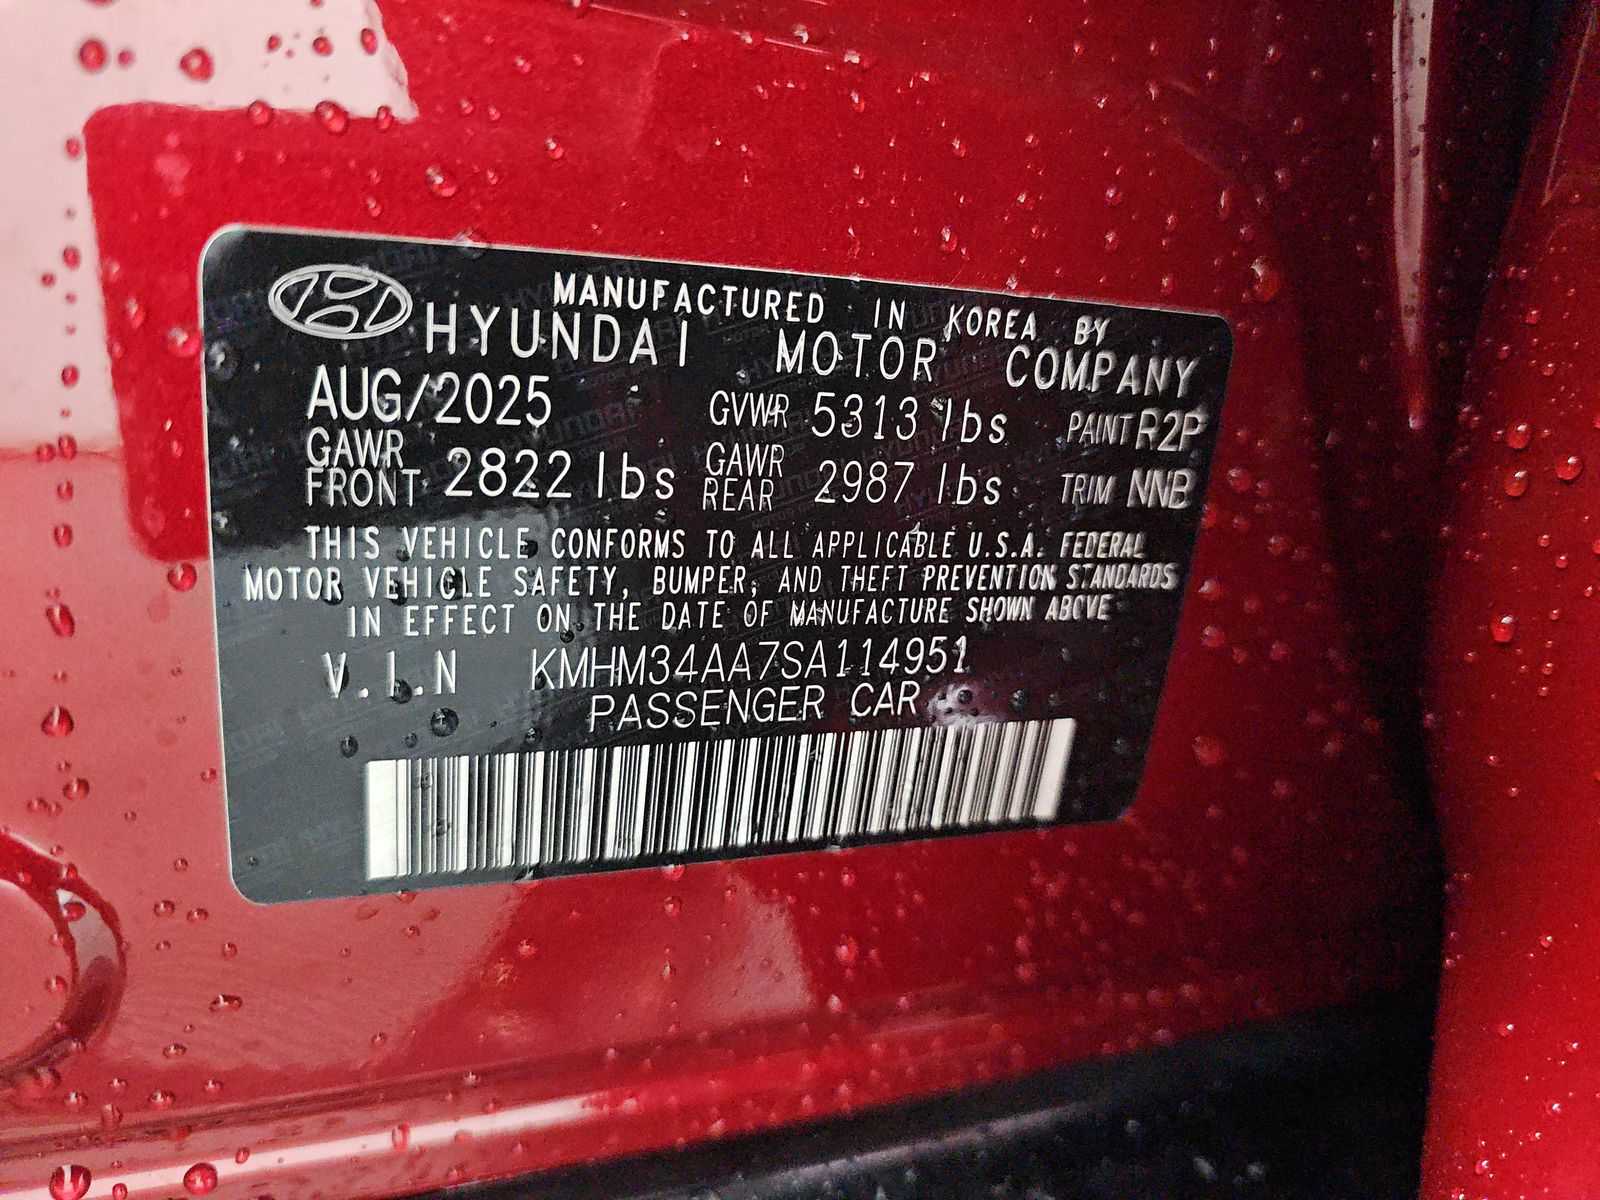 MANUFACTURED IN KOREA BY
HYUNDAI MOTOR COMPANY
AUG/2025 GVWR 5313 lbs PAINT R2P
GAWR FRONT 2822 lbs GAWR REAR 2987 lbs TRIM NNB
THIS VEHICLE CONFORMS TO ALL APPLICABLE U.S.A. FEDERAL
MOTOR VEHICLE SAFETY, BUMPER, AND THEFT PREVENTION STANDARDS
IN EFFECT ON THE DATE OF MANUFACTURE SHOWN ABOVE
V.I.N KMHM34AA7SA114951
PASSENGER CAR